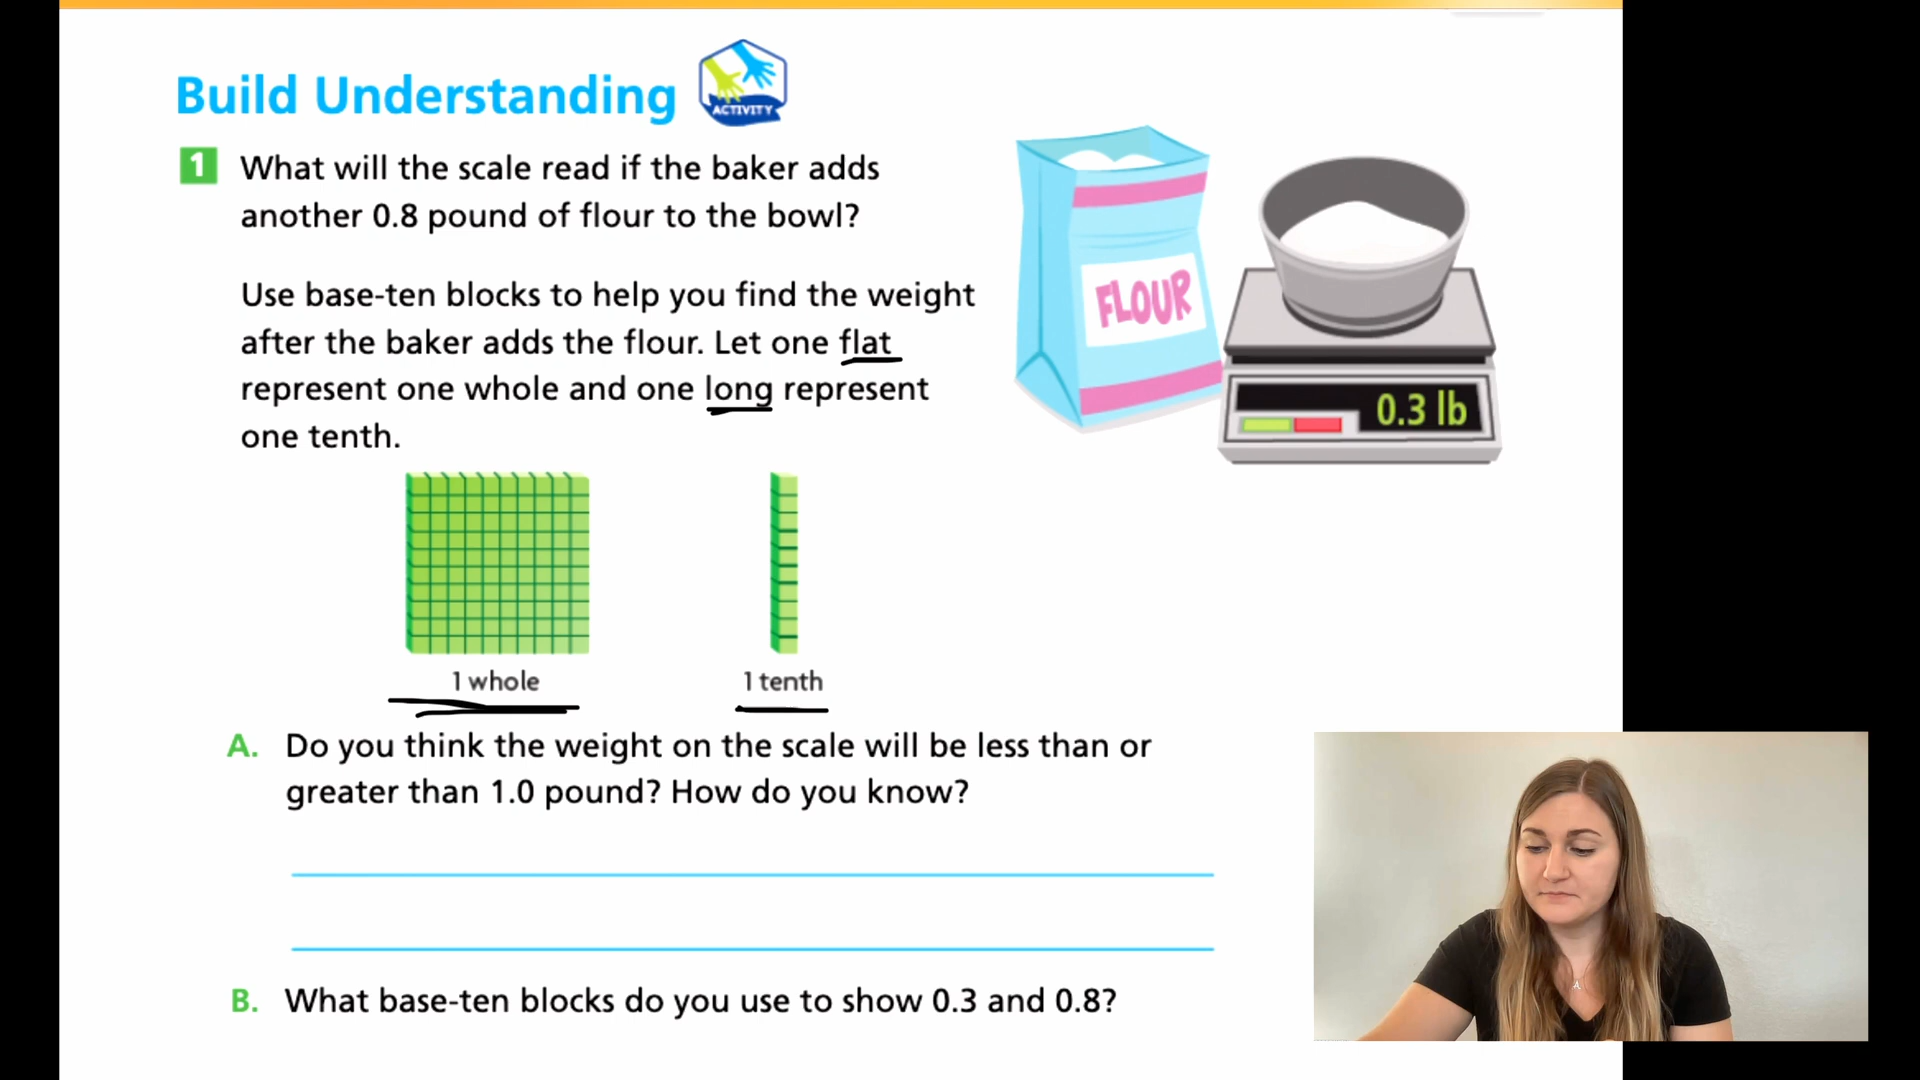 Build Understanding
ACTIVITY
1 What will the scale read if the baker adds
another 0.8 pound of flour to the bowl?
Use base-ten blocks to help you find the weight
after the baker adds the flour. Let one flat
represent one whole and one long represent
one tenth.
FLOUR
0.3 lb
1 whole
1 tenth
A. Do you think the weight on the scale will be less than or
greater than 1.0 pound? How do you know?
B. What base-ten blocks do you use to show 0.3 and 0.8?